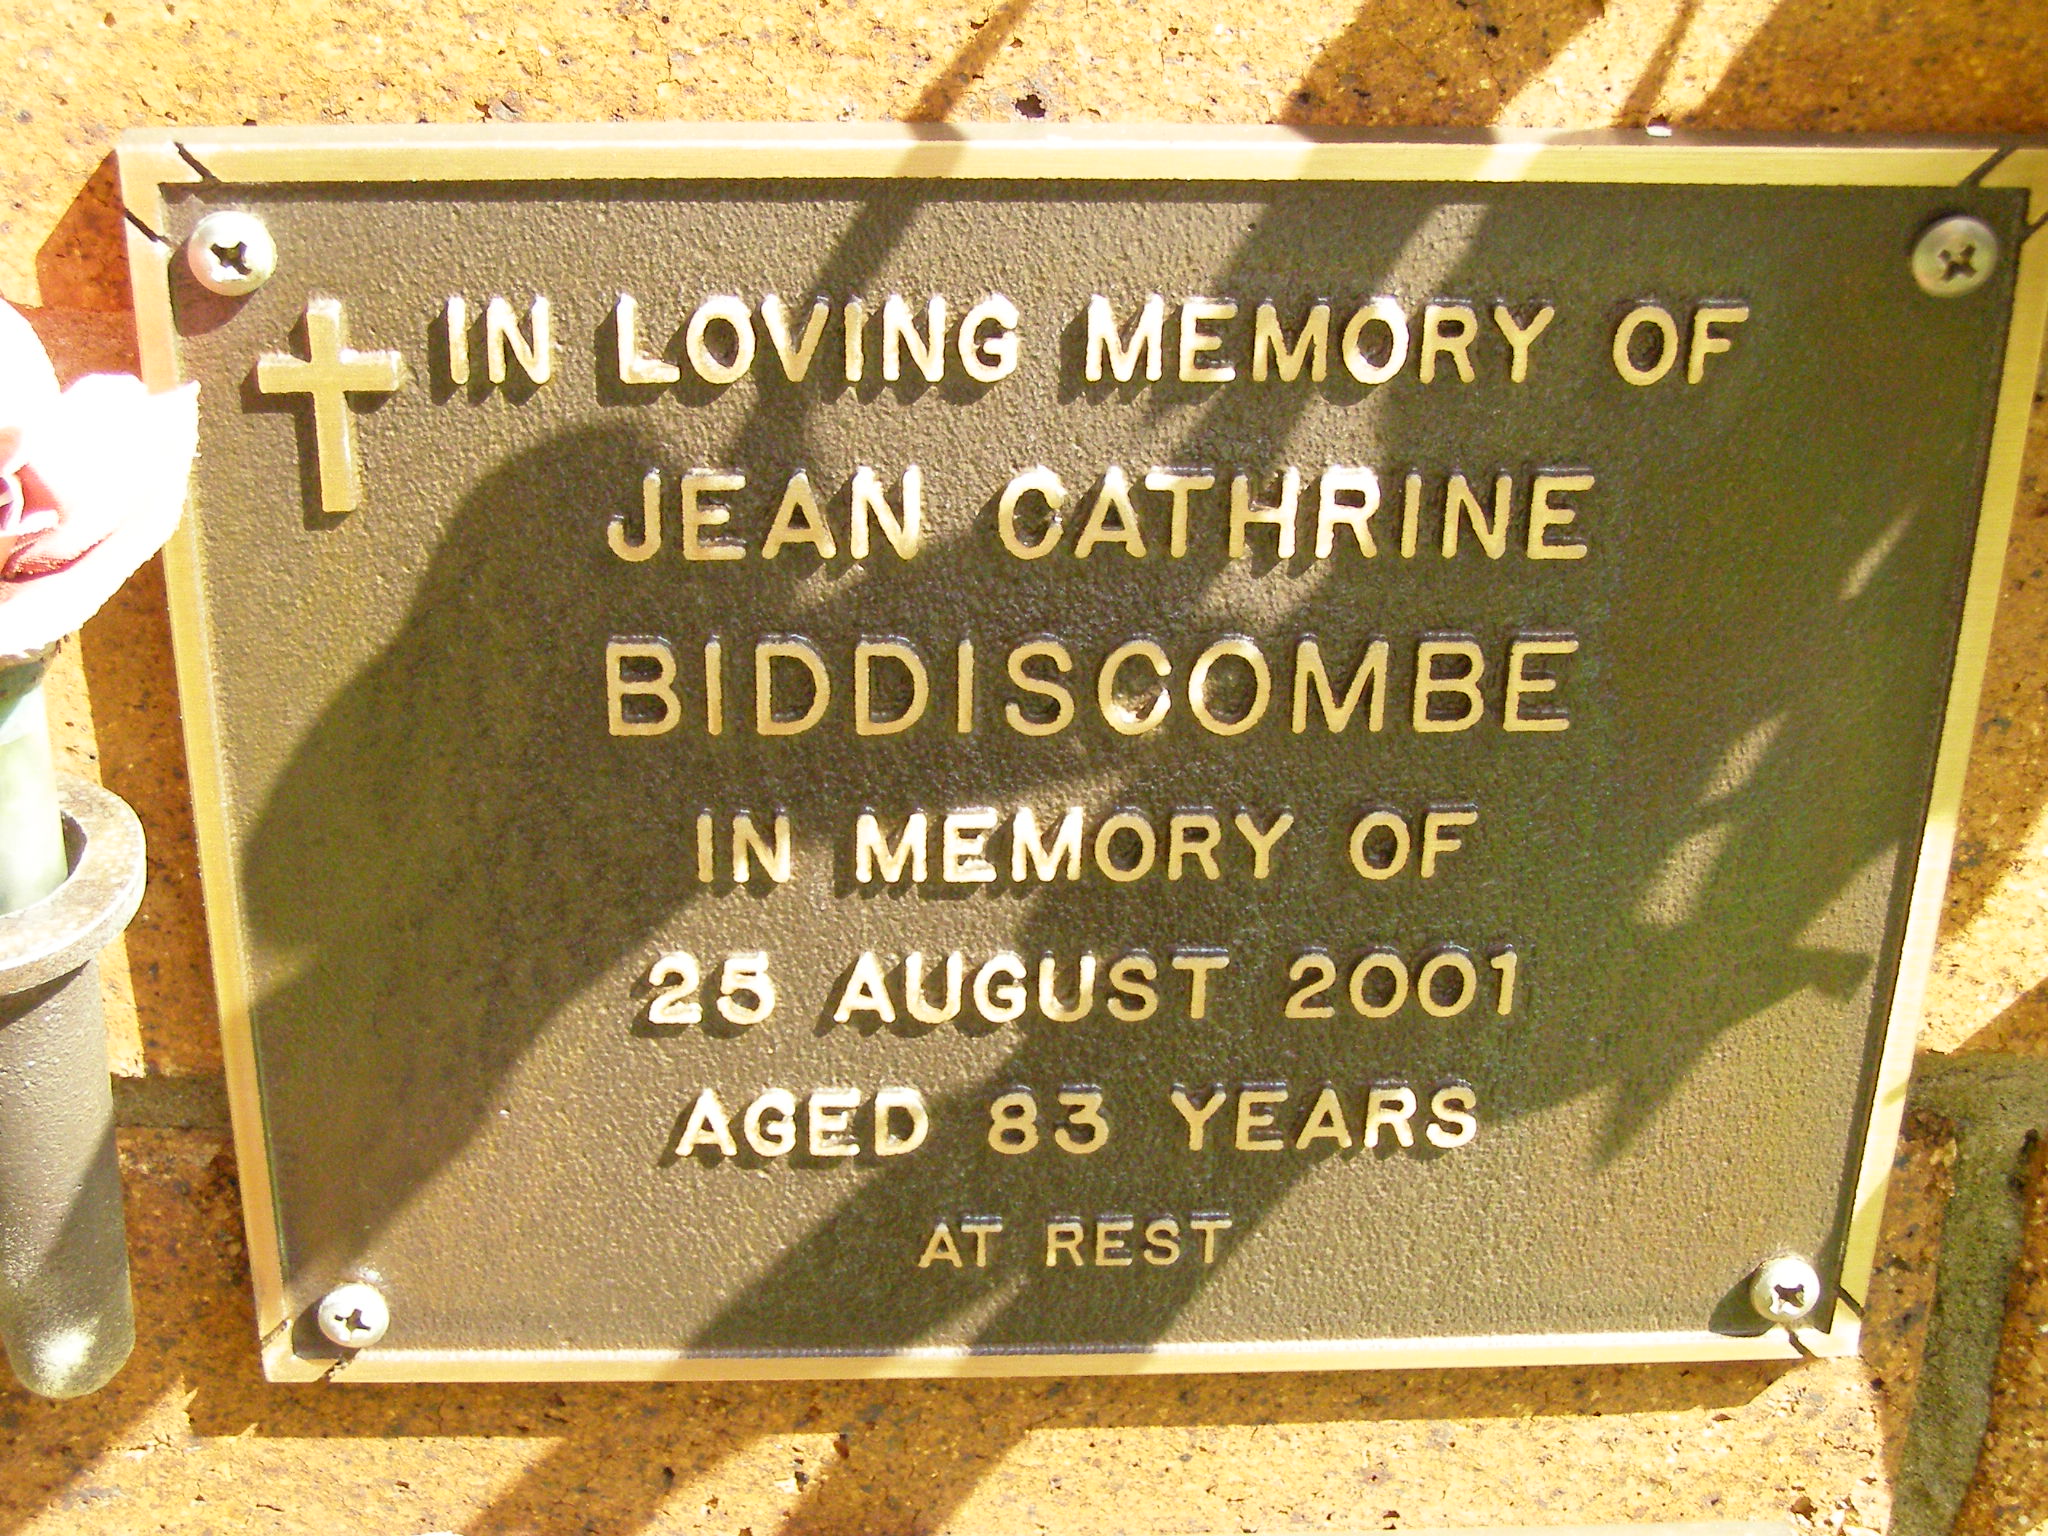 IN LOVING MEMORY OF
JEAN CATHRINE
BIDDISCOMBE
IN MEMORY OF
25 AUGUST 2001
AGED 83 YEARS
AT REST